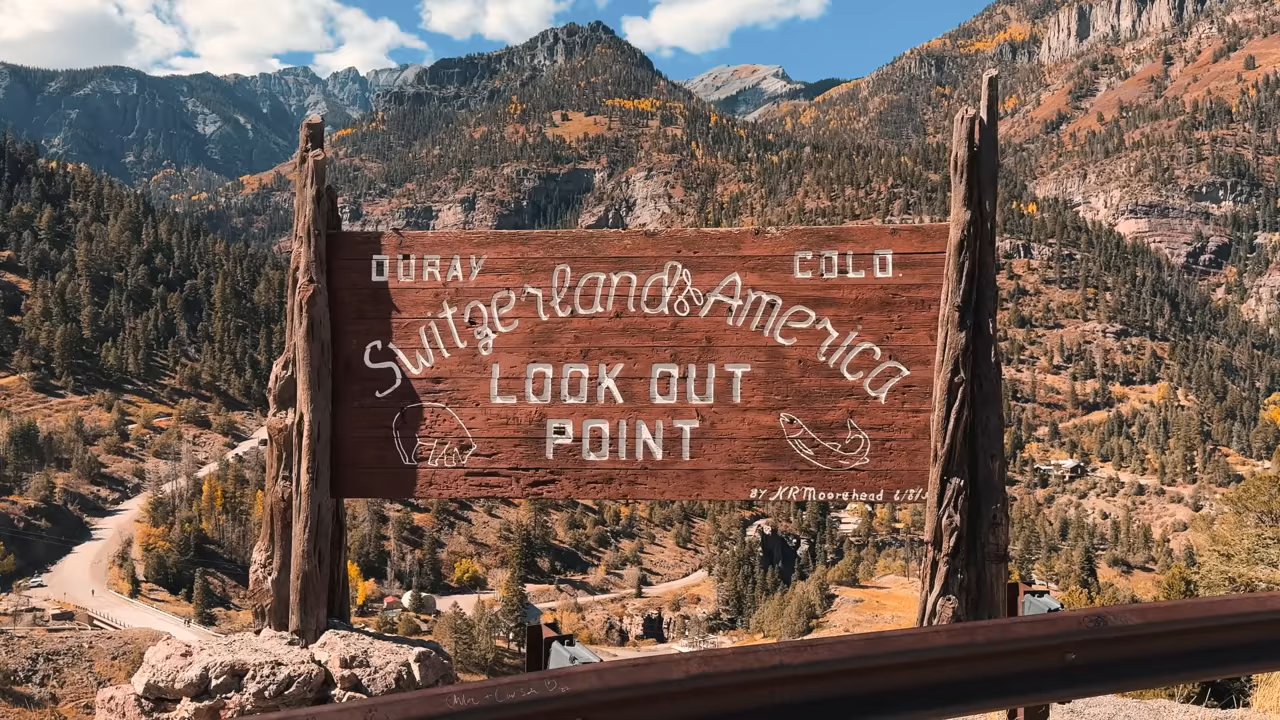 OURAY COLO.
Switzerland of America
LOOK OUT
POINT
BY KR Moorehead